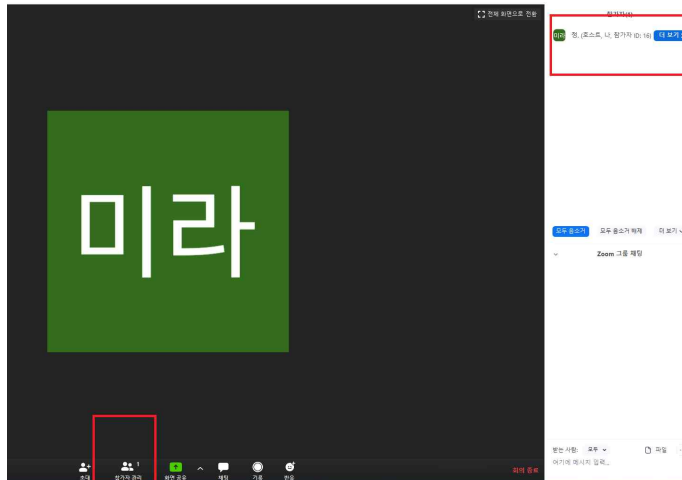 전체 화면으로 전환
참가자(1)
미라
정, (호스트, 나, 참가자 ID: 16)
더 보기
미라
모두 음소거
모두 음소거 해제
더 보기
Zoom 그룹 채팅
받는 사람:
모두
파일
여기에 메시지 입력...
초대
1
참가자 관리
화면 공유
채팅
기록
반응
회의 종료